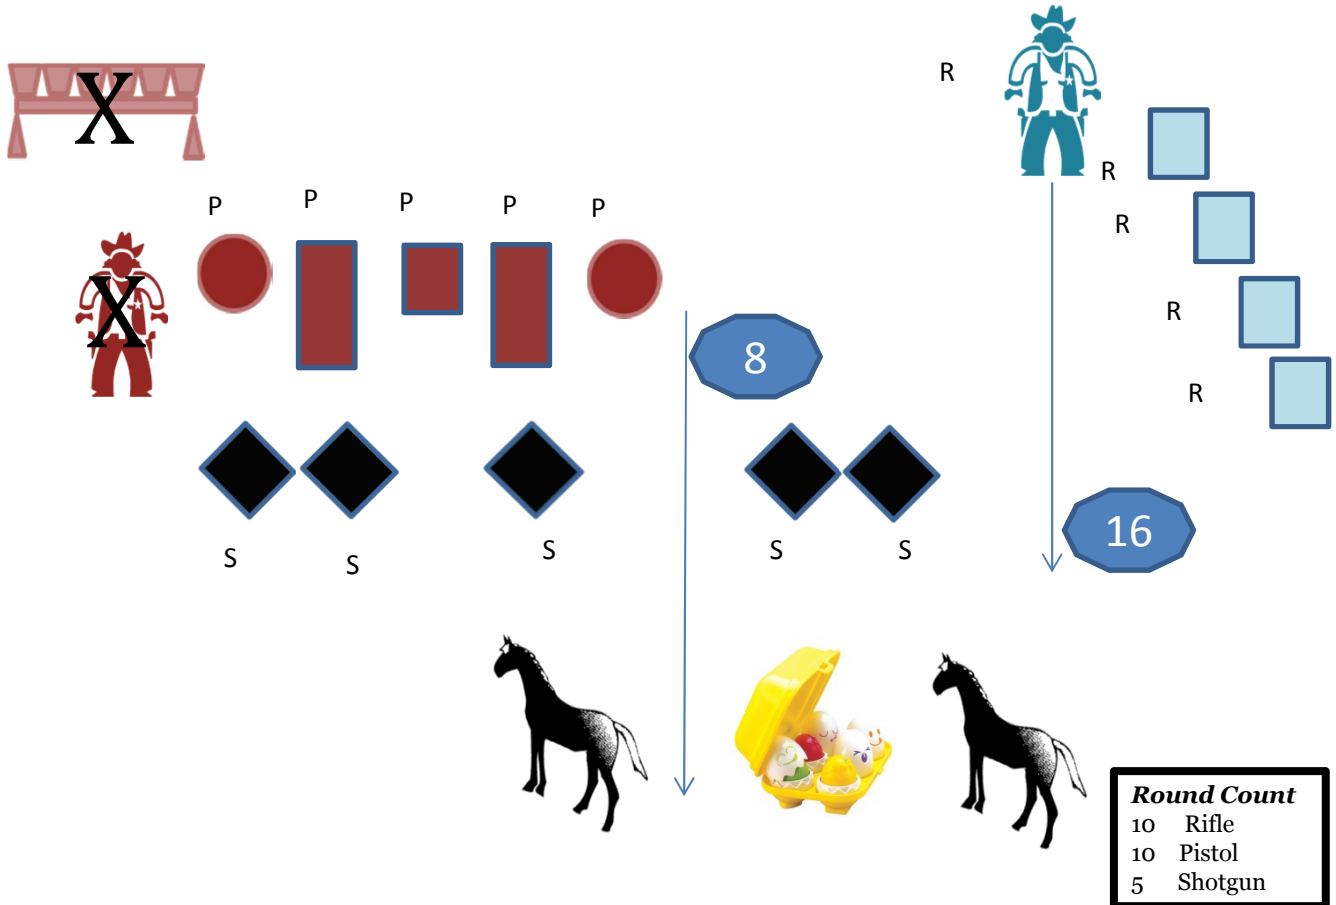 R
X
R
P P P P P
R
X
R
8
R
16
S S S S S
Round Count
10 Rifle
10 Pistol
5 Shotgun